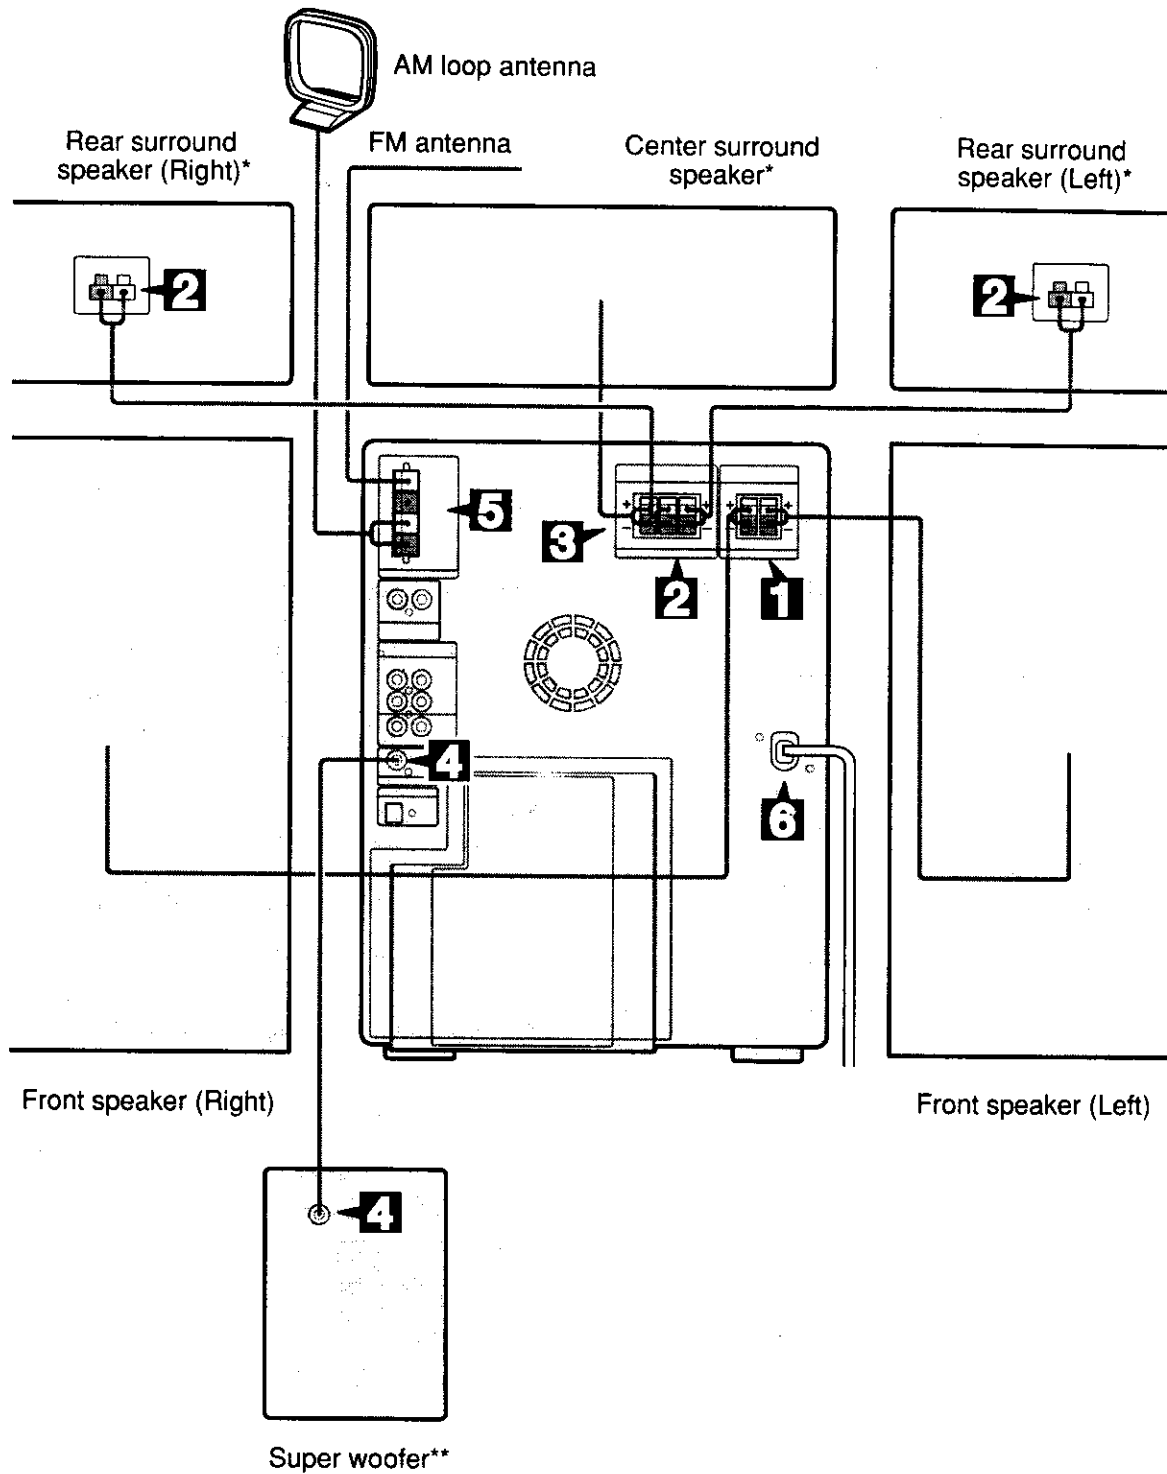 AM loop antenna
Rear surround
speaker (Right)*
FM antenna
Center surround
speaker*
Rear surround
speaker (Left)*
2
2
5
3
+
-
+
-
+
-
+
-
2
1
4
6
Front speaker (Right)
Front speaker (Left)
4
Super woofer**